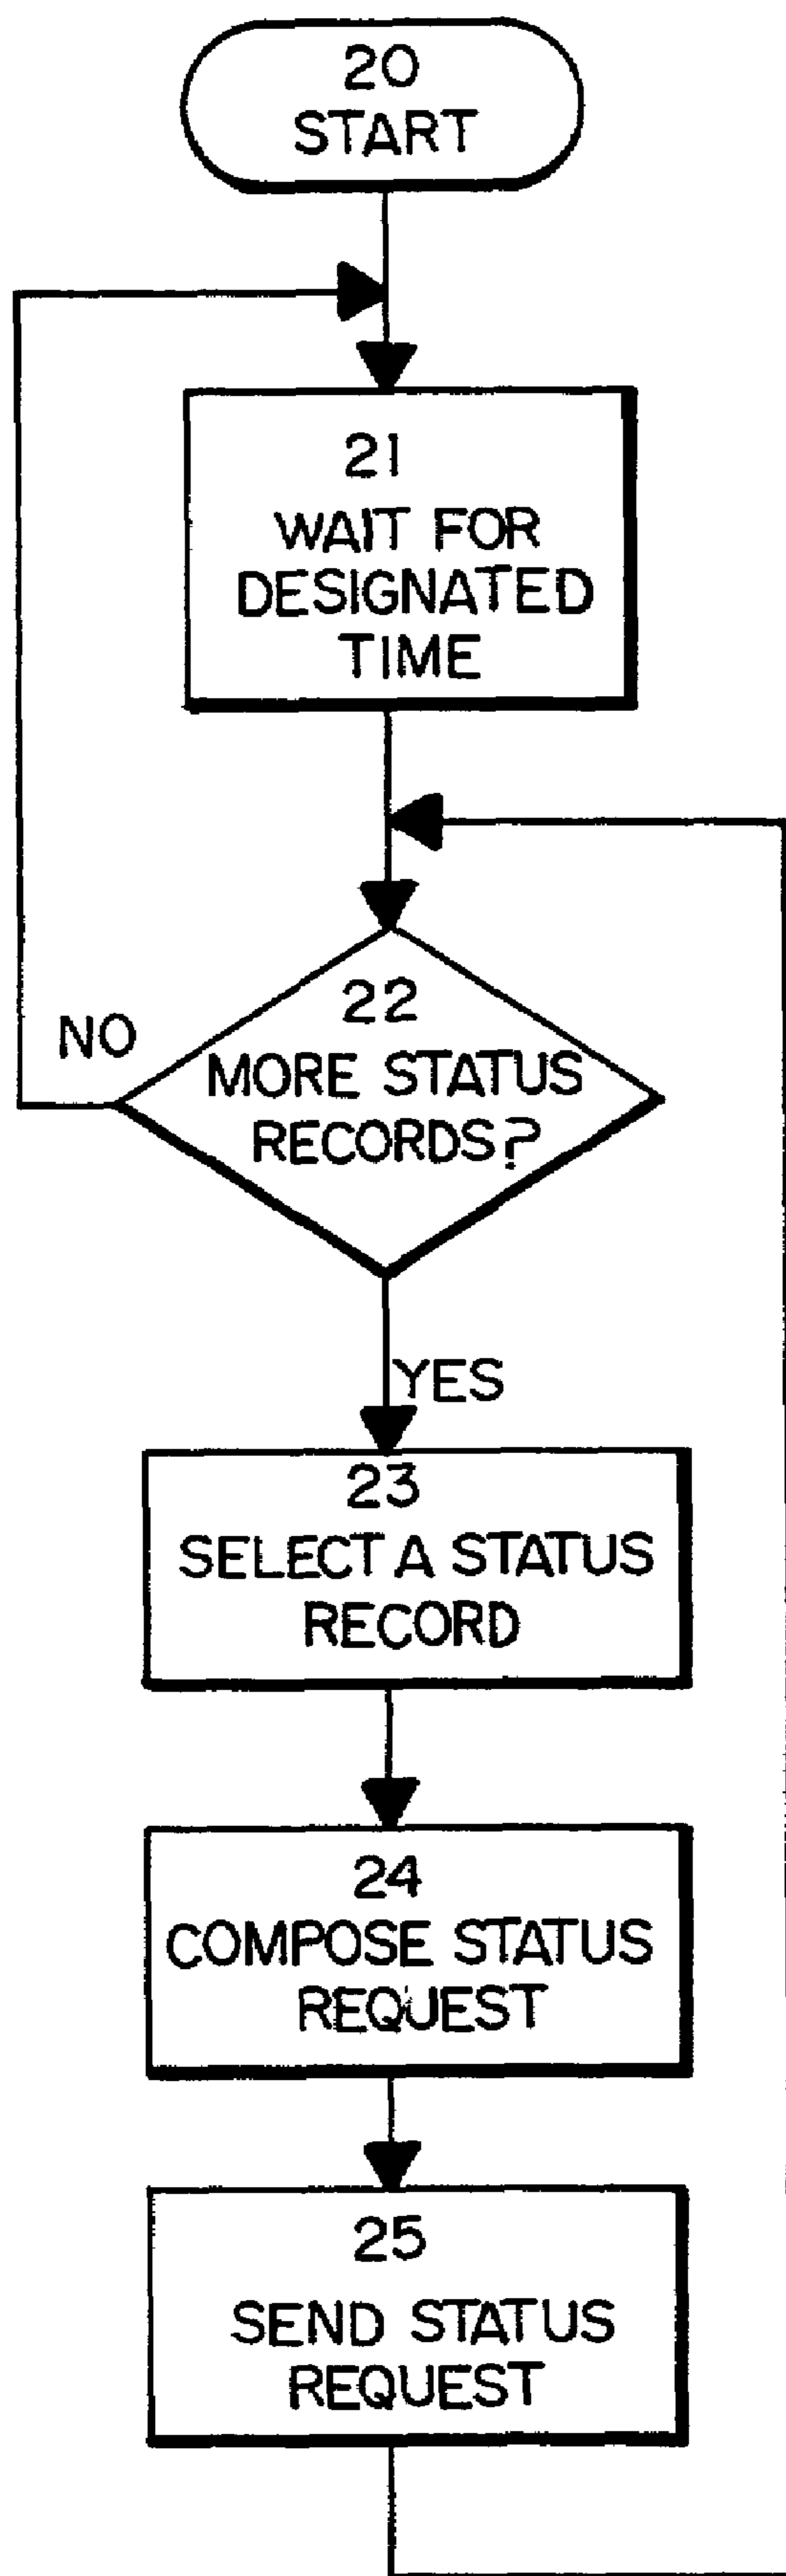 20
START
21
WAIT FOR
DESIGNATED
TIME
22
MORE STATUS
RECORDS?
NO
YES
23
SELECT A STATUS
RECORD
24
COMPOSE STATUS
REQUEST
25
SEND STATUS
REQUEST